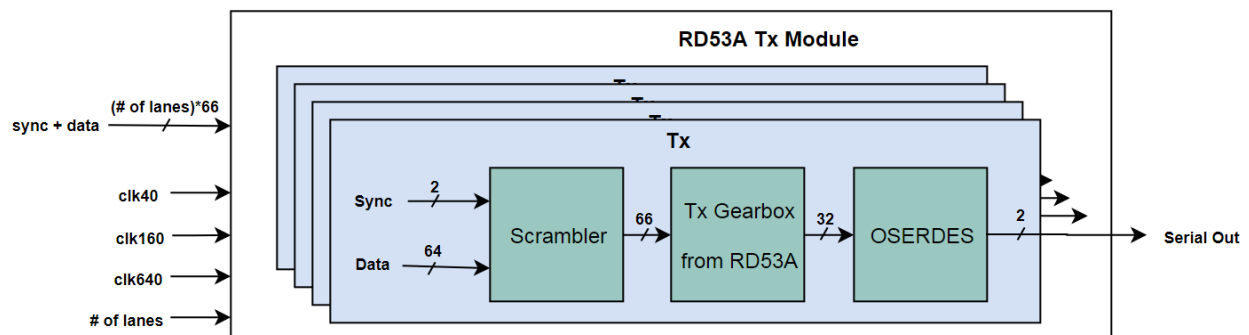 RD53A Tx Module
(# of lanes)*66
sync + data
Tx
Sync
2
Data
64
Scrambler
66
Tx Gearbox
from RD53A
32
OSERDES
2
Serial Out
clk40
clk160
clk640
# of lanes